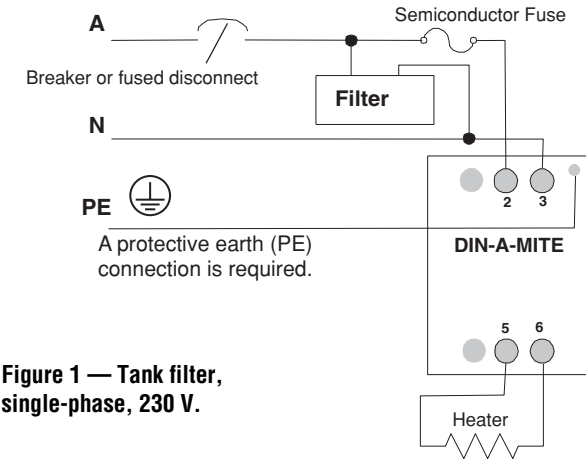 Semiconductor Fuse
A
Breaker or fused disconnect
Filter
N
PE
2 3
A protective earth (PE)
connection is required.
DIN-A-MITE
5 6
Figure 1 — Tank filter,
single-phase, 230 V.
Heater